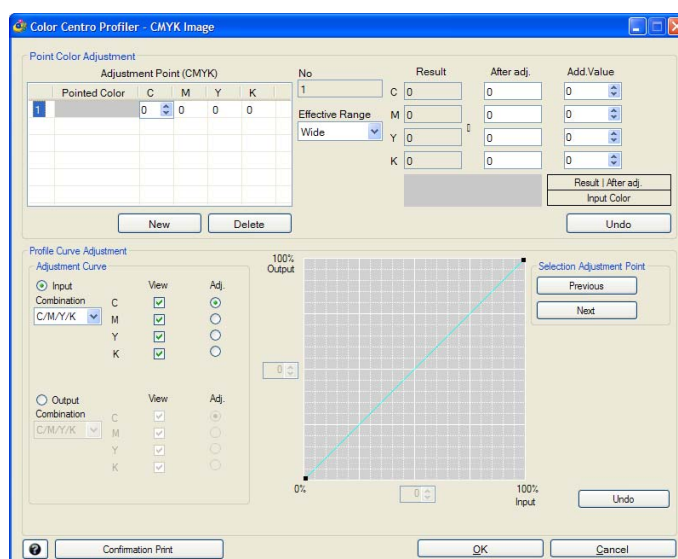 Color Centro Profiler - CMYK Image
Point Color Adjustment
Adjustment Point (CMYK)
Pointed Color C M Y K
1 0 0 0 0
New Delete
No
1
Effective Range
Wide
Result After adj. Add.Value
C 0 0 0
M 0 0 0
Y 0 0 0
K 0 0 0
Result | After adj.
Input Color
Undo
Profile Curve Adjustment
Adjustment Curve
Input View Adj.
Combination
C/M/Y/K
C
M
Y
K
Output View Adj.
Combination
C/M/Y/K
C
M
Y
K
100%
Output
0
0%
0
100%
Input
Selection Adjustment Point
Previous
Next
Undo
? Confirmation Print OK Cancel